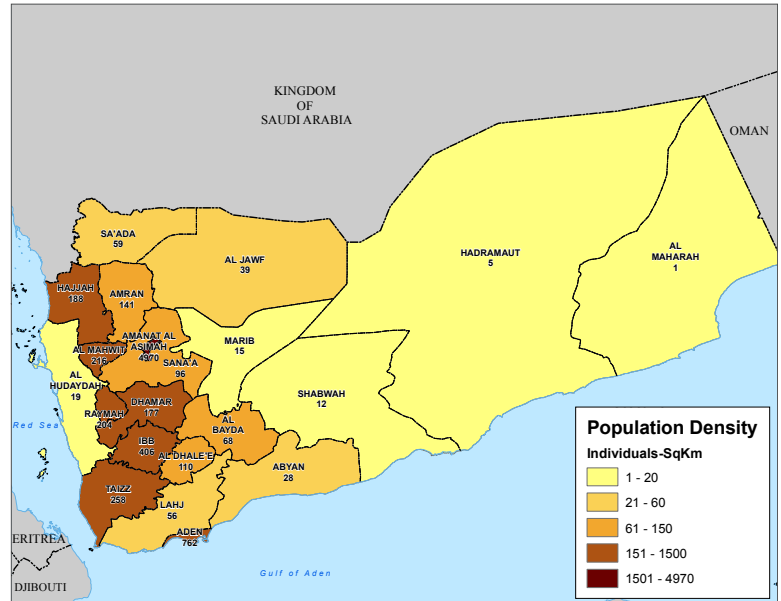 KINGDOM
OF
SAUDI ARABIA
OMAN
SA'ADA
59
AL JAWF
39
HADRAMAUT
5
AL
MAHARAH
1
HAJJAH
188
AMRAN
141
AMANAT AL
ASIMAH
4970
MARIB
15
AL MAHWIT
216
SANA'A
96
AL
HUDAYDAH
19
SHABWAH
12
DHAMAR
177
RAYMAH
204
AL
BAYDA
68
Red Sea
IBB
406
AL DHALE'E
110
ABYAN
28
TAIZZ
258
LAHJ
56
ADEN
762
ERITREA
DJIBOUTI
Gulf of Aden
Population Density
Individuals-SqKm
1 - 20
21 - 60
61 - 150
151 - 1500
1501 - 4970